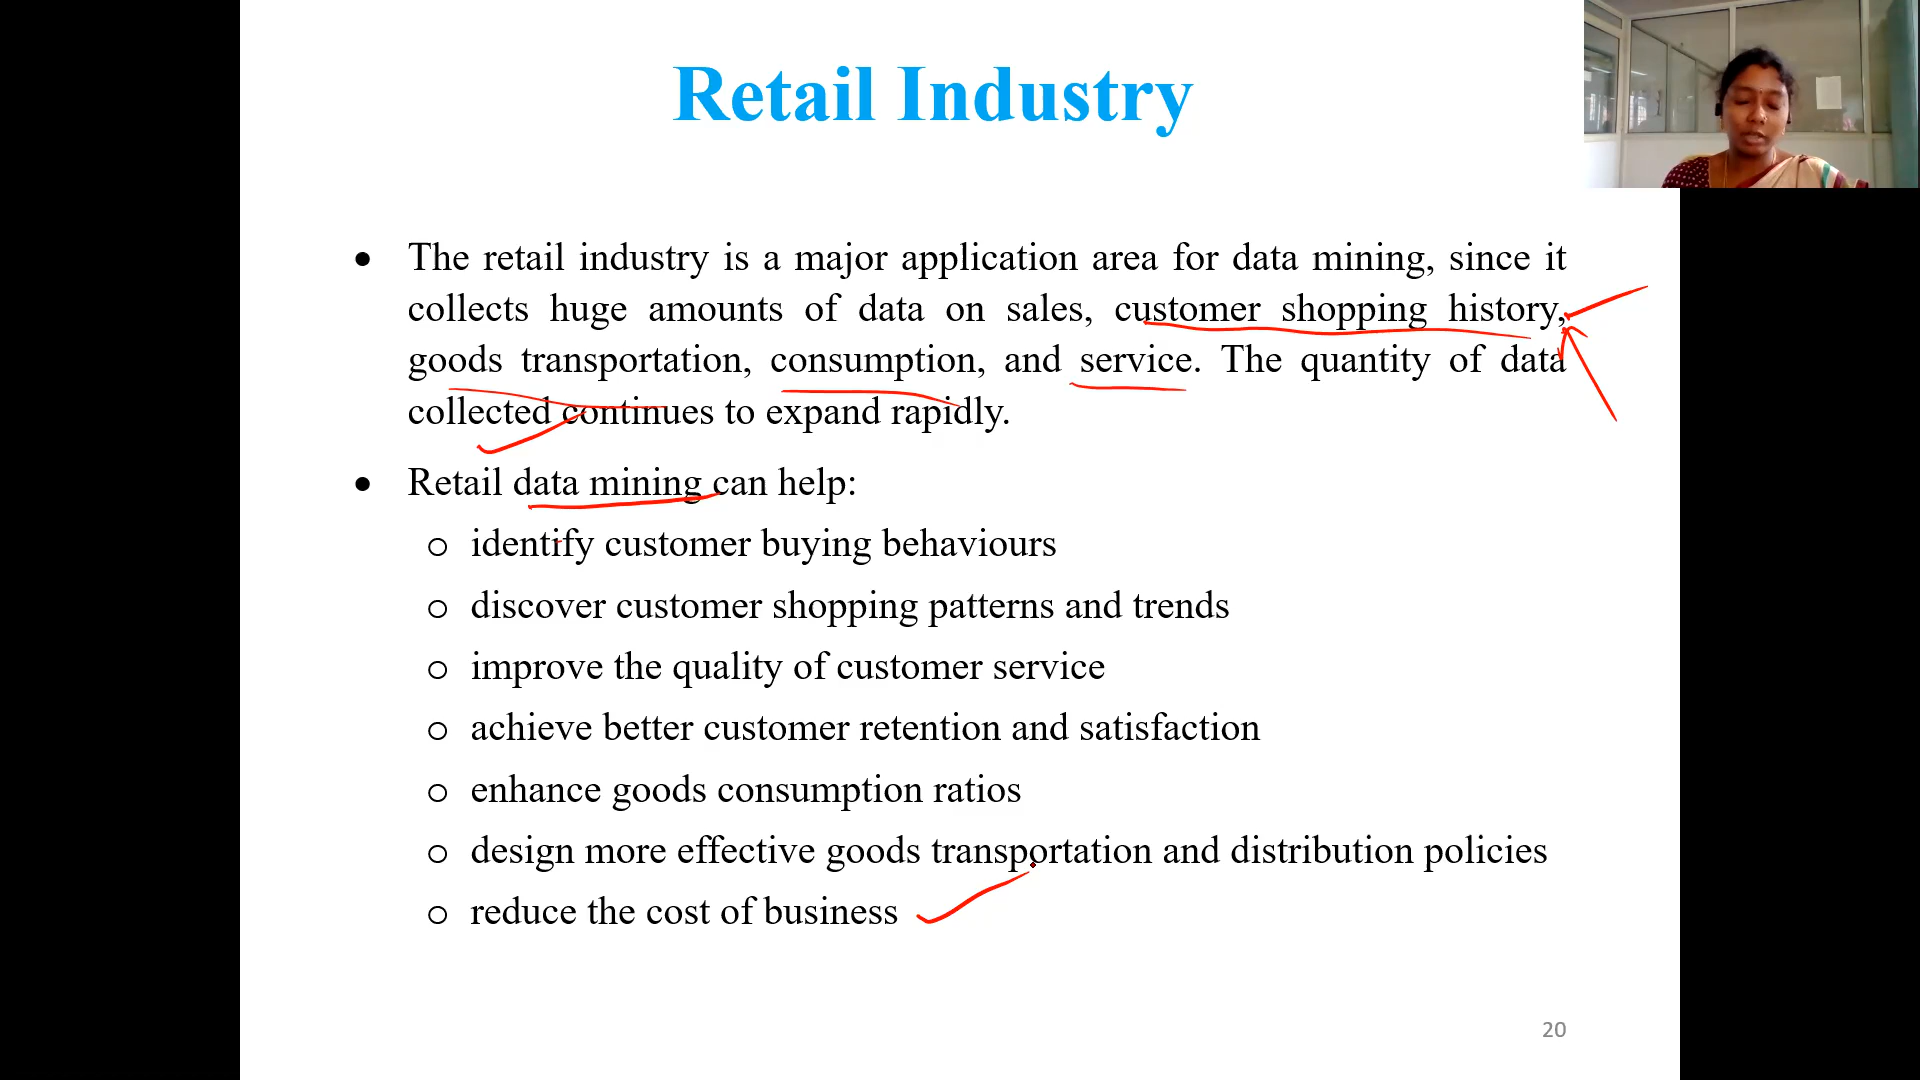 Retail Industry
• The retail industry is a major application area for data mining, since it
collects huge amounts of data on sales, customer shopping history,
goods transportation, consumption, and service. The quantity of data
collected continues to expand rapidly.
• Retail data mining can help:
o identify customer buying behaviours
o discover customer shopping patterns and trends
o improve the quality of customer service
o achieve better customer retention and satisfaction
o enhance goods consumption ratios
o design more effective goods transportation and distribution policies
o reduce the cost of business
20